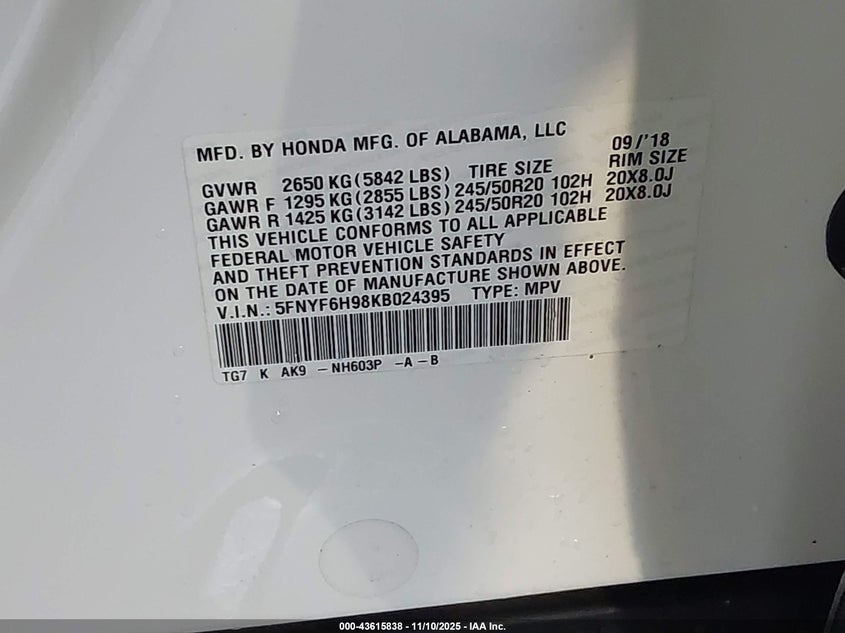 MFD. BY HONDA MFG. OF ALABAMA, LLC 09/'18
GVWR 2650 KG(5842 LBS) TIRE SIZE RIM SIZE
GAWR F 1295 KG(2855 LBS) 245/50R20 102H 20X8.0J
GAWR R 1425 KG(3142 LBS) 245/50R20 102H 20X8.0J
THIS VEHICLE CONFORMS TO ALL APPLICABLE
FEDERAL MOTOR VEHICLE SAFETY
AND THEFT PREVENTION STANDARDS IN EFFECT
ON THE DATE OF MANUFACTURE SHOWN ABOVE.
V.I.N.: 5FNYF6H98KB024395 TYPE: MPV
TG7 K AK9 -NH603P -A-B
000-43615838 - 11/10/2025 - IAA Inc.